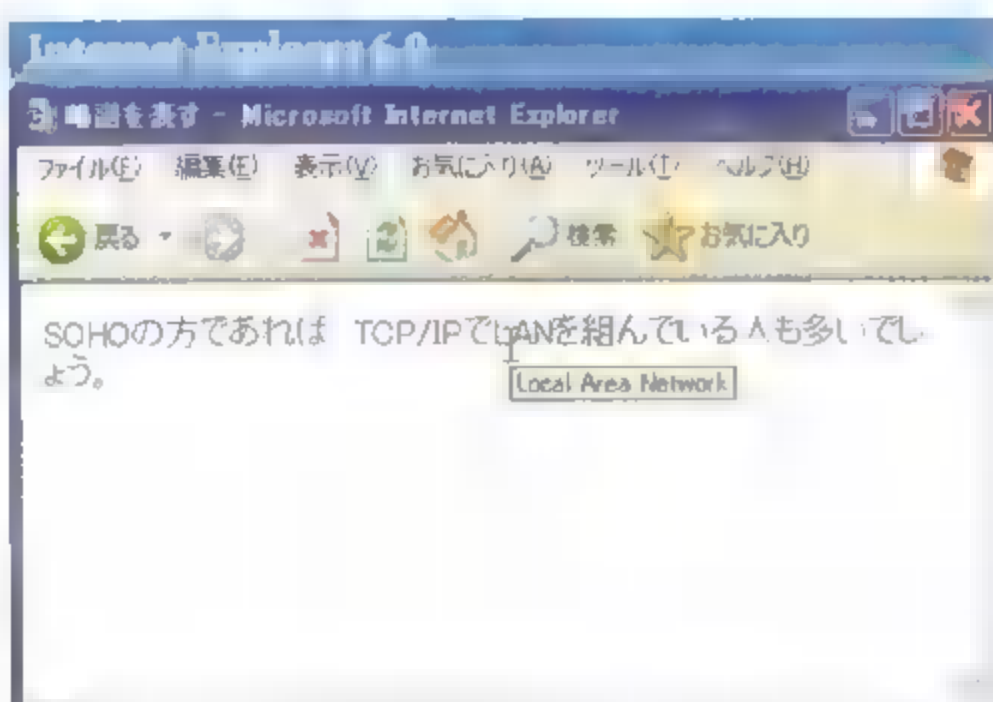 Internet Explorer 6.0
略語を表す - Microsoft Internet Explorer
ファイル(F) 編集(E) 表示(V) お気に入り(A) ツール(T) ヘルプ(H)
戻る 検索 お気に入り
SOHOの方であれば TCP/IPでLANを組んでいる人も多いでし
ょう。
Local Area Network